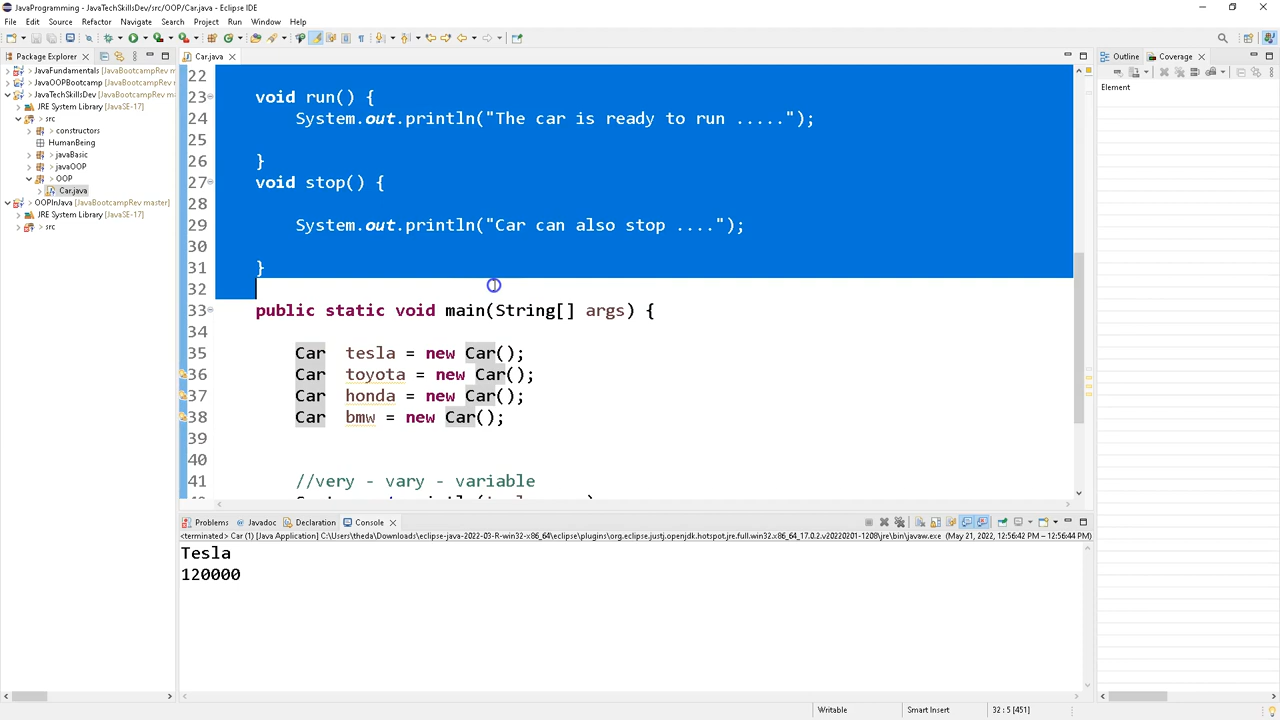 JavaProgramming - JavaTechSkillsDev/src/OOP/Car.java - Eclipse IDE
File Edit Source Refactor Navigate Search Project Run Window Help
Package Explorer
Car.java
Outline Coverage
JavaFundamentals [JavaBootcampRev m
JavaOOPBootcamp [JavaBootcampRev m
JavaTechSkillsDev [JavaBootcampRev mast
JRE System Library [JavaSE-17]
src
constructors
HumanBeing
javaBasic
javaOOP
OOP
Car.java
OOPInJava [JavaBootcampRev master]
JRE System Library [JavaSE-17]
src
Element
22
23 void run() {
24 System.out.println("The car is ready to run .....");
25
26 }
27 void stop() {
28
29 System.out.println("Car can also stop ....");
30
31 }
32
33 public static void main(String[] args) {
34
35 Car tesla = new Car();
36 Car toyota = new Car();
37 Car honda = new Car();
38 Car bmw = new Car();
39
40
41 //very - vary - variable
Problems @ Javadoc Declaration Console
<terminated> Car (1) [Java Application] C:\Users\theda\Downloads\eclipse-java-2022-03-R-win32-x86_64\eclipse\plugins\org.eclipse.justj.openjdk.hotspot.jre.full.win32.x86_64_17.0.2.v20220201-1208\jre\bin\javaw.exe (May 21, 2022, 12:56:42 PM – 12:56:44 PM)
Tesla
120000
Writable Smart Insert 32 : 5 [451]